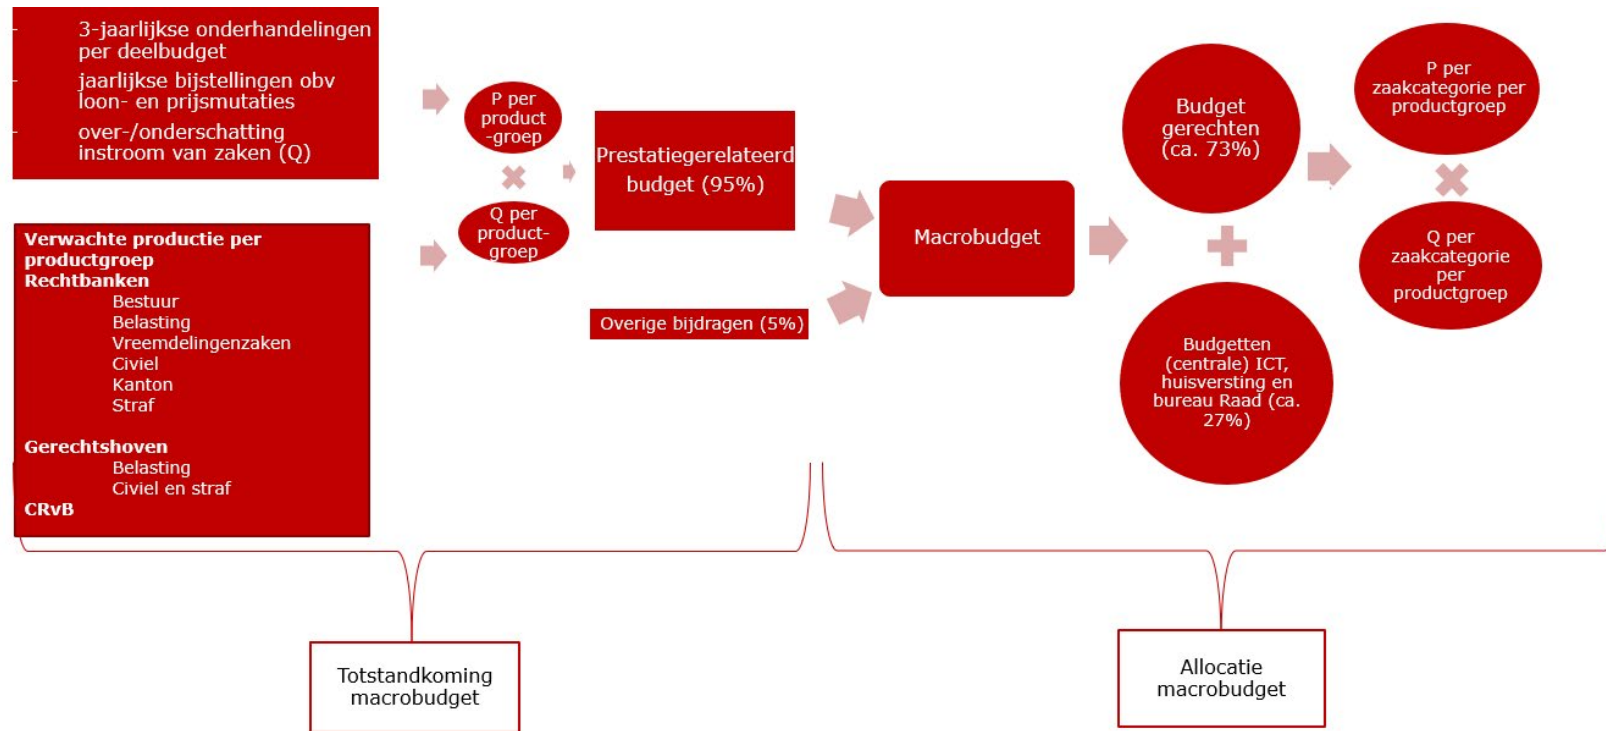 - 3-jaarlijkse onderhandelingen
per deelbudget
- jaarlijkse bijstellingen obv
loon- en prijsmutaties
- over-/onderschatting
instroom van zaken (Q)
Verwachte productie per
productgroep
Rechtbanken
Bestuur
Belasting
Vreemdelingenzaken
Civiel
Kanton
Straf
Gerechtshoven
Belasting
Civiel en straf
CRvB
P per
product
-groep
Q per
product-
groep
Prestatiegerelateerd
budget (95%)
Overige bijdragen (5%)
Macrobudget
Budget
gerechten
(ca. 73%)
Budgetten
(centrale) ICT,
huisversting en
bureau Raad (ca.
27%)
P per
zaakcategorie per
productgroep
Q per
zaakcategorie
per
productgroep
Totstandkoming
macrobudget
Allocatie
macrobudget